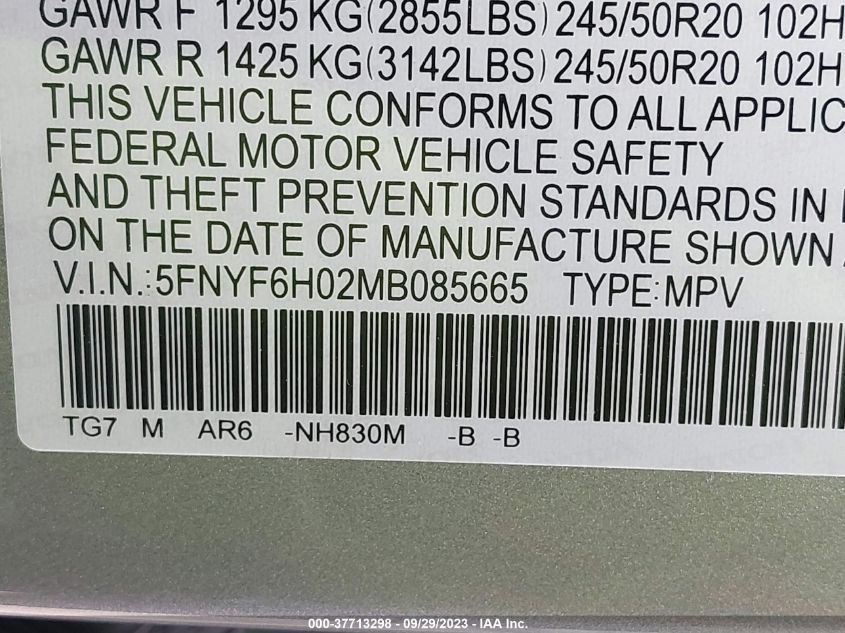 GAWR F 1295 KG(2855LBS) 245/50R20 102H
GAWR R 1425 KG(3142LBS) 245/50R20 102H
THIS VEHICLE CONFORMS TO ALL APPLIC
FEDERAL MOTOR VEHICLE SAFETY
AND THEFT PREVENTION STANDARDS IN
ON THE DATE OF MANUFACTURE SHOWN
V.I.N.:5FNYF6H02MB085665 TYPE:MPV
TG7 M AR6 -NH830M -B -B
000-37713298 - 09/29/2023 - IAA Inc.